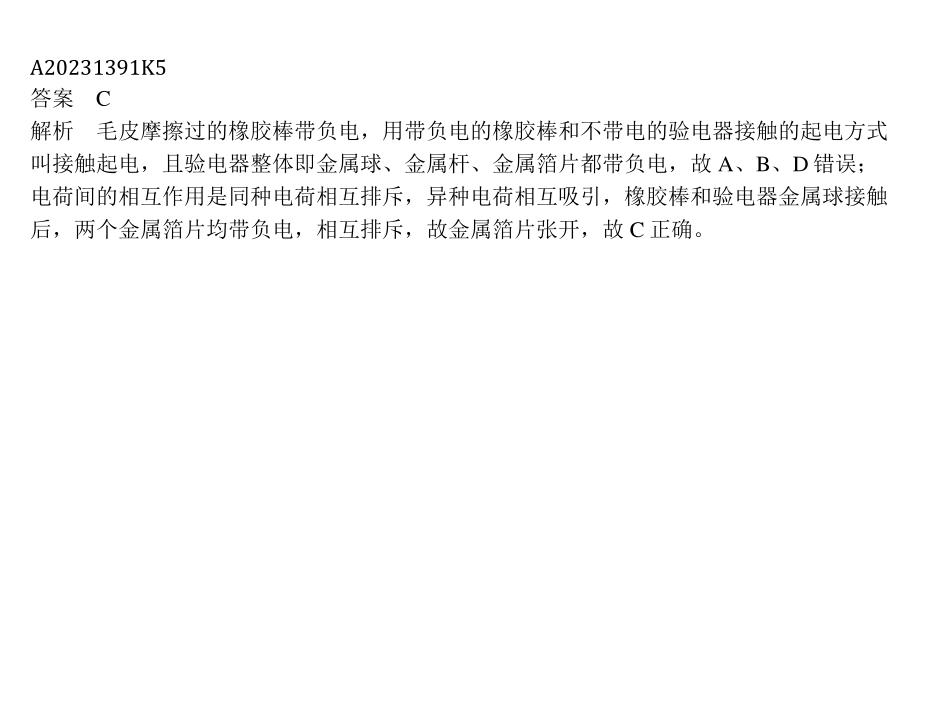 A20231391K5
答案　C
解析　毛皮摩擦过的橡胶棒带负电，用带负电的橡胶棒和不带电的验电器接触的起电方式
叫接触起电，且验电器整体即金属球、金属杆、金属箔片都带负电，故 A、B、D 错误；
电荷间的相互作用是同种电荷相互排斥，异种电荷相互吸引，橡胶棒和验电器金属球接触
后，两个金属箔片均带负电，相互排斥，故金属箔片张开，故 C 正确。